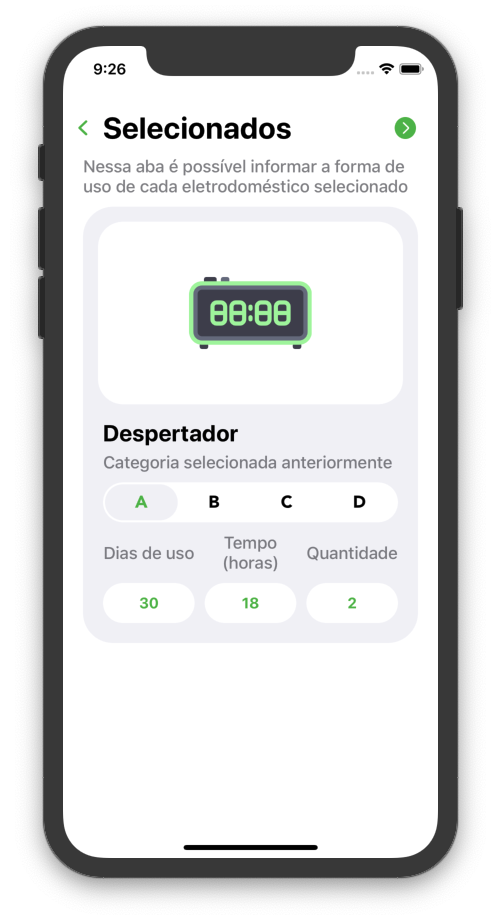 9:26
Selecionados
Nessa aba é possível informar a forma de
uso de cada eletrodoméstico selecionado
88:88
Despertador
Categoria selecionada anteriormente
A B C D
Dias de uso Tempo (horas) Quantidade
30 18 2